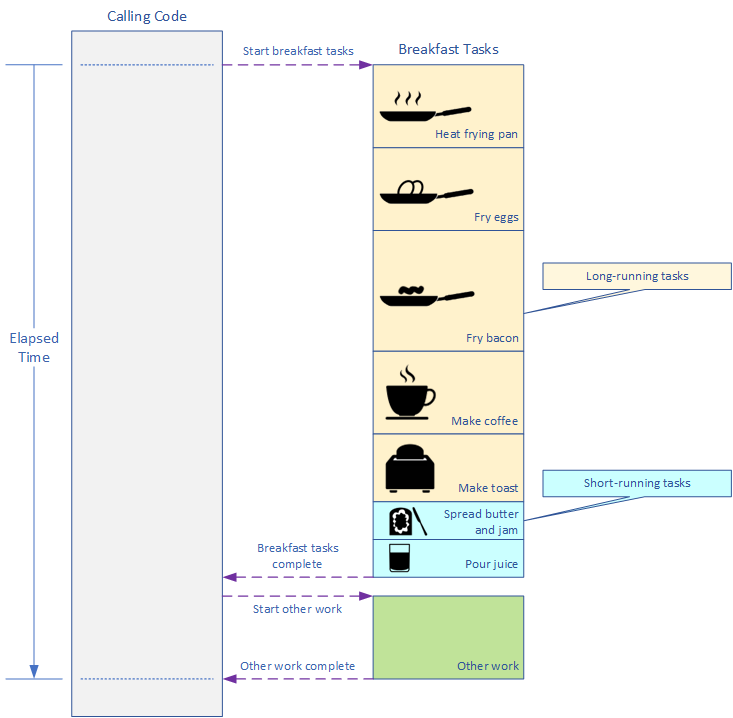 Calling Code
Start breakfast tasks
Breakfast Tasks
Heat frying pan
Fry eggs
Long-running tasks
Elapsed
Time
Fry bacon
Make coffee
Short-running tasks
Make toast
Spread butter
and jam
Breakfast tasks
complete
Pour juice
Start other work
Other work complete
Other work